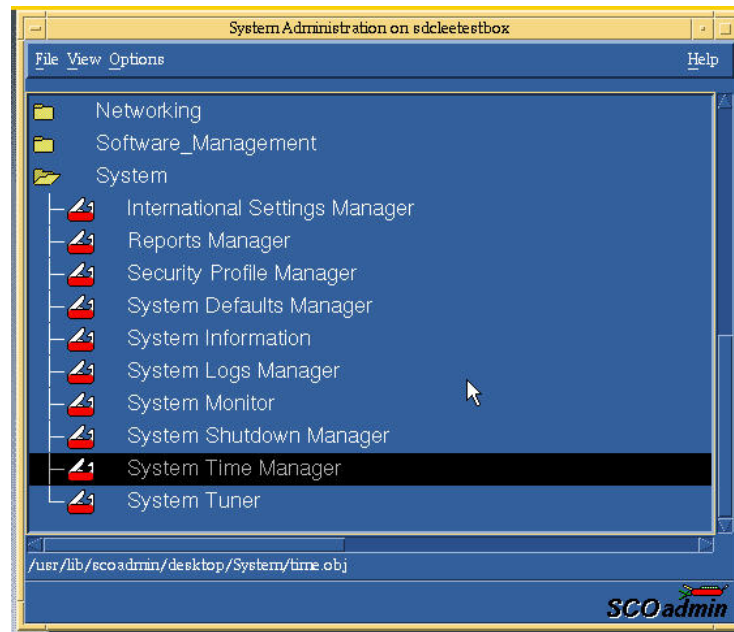 System Administration on sdcleetestbox
File View Options Help
Networking
Software_Management
System
International Settings Manager
Reports Manager
Security Profile Manager
System Defaults Manager
System Information
System Logs Manager
System Monitor
System Shutdown Manager
System Time Manager
System Tuner
/usr/lib/scoadmin/desktop/System/time.obj
SCOadmin